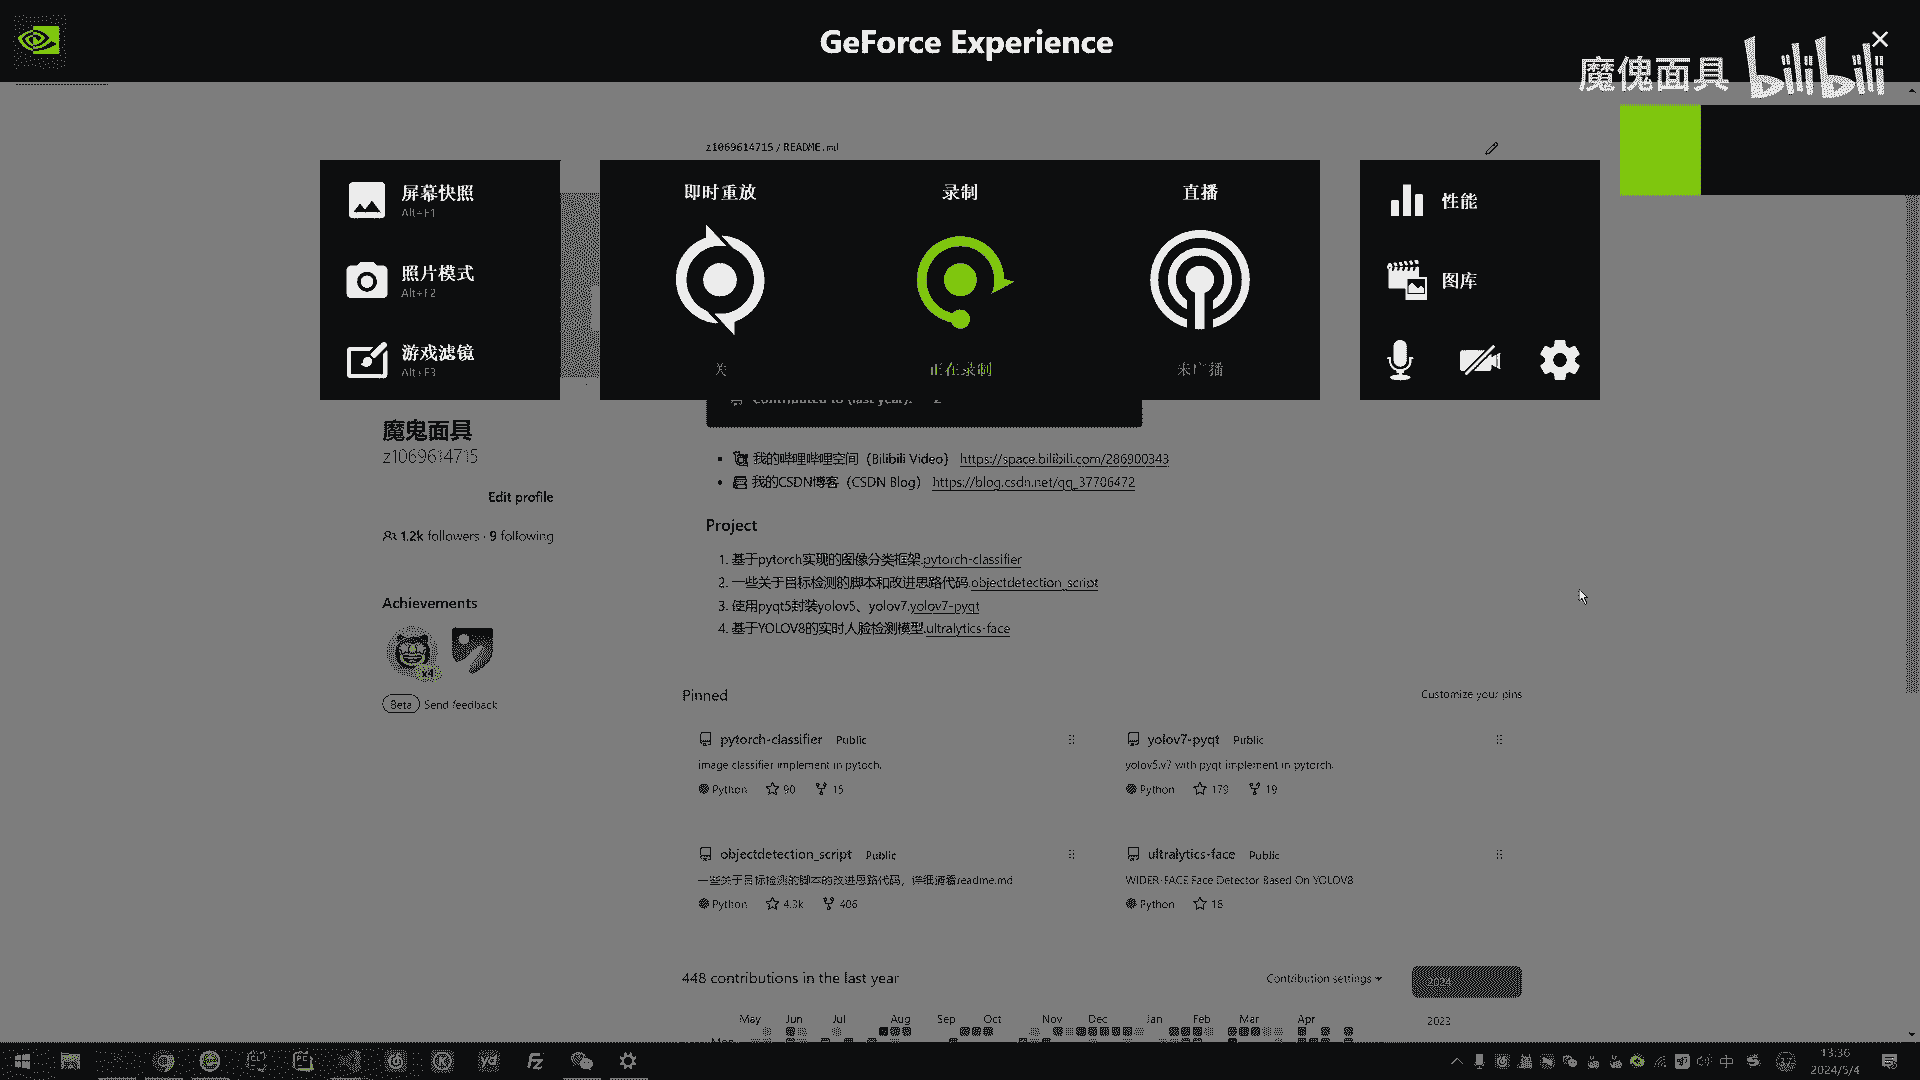 GeForce Experience
魔傀面具 bilibili
z1069614715 / README.md
屏幕快照
Alt+F1
照片模式
Alt+F2
游戏滤镜
Alt+F3
即时重放
关
录制
正在录制
直播
未广播
性能
图库
Contributed to (last year): 2
魔鬼面具
z1069614715
Edit profile
1.2k followers · 9 following
Achievements
x4
Beta Send feedback
我的哔哩哔哩空间（Bilibili Video） https://space.bilibili.com/286900343
我的CSDN博客（CSDN Blog） https://blog.csdn.net/qq_37706472
Project
1. 基于pytorch实现的图像分类框架.pytorch-classifier
2. 一些关于目标检测的脚本和改进思路代码.objectdetection_script
3. 使用pyqt5封装yolov5、yolov7.yolov7-pyqt
4. 基于YOLOV8的实时人脸检测模型.ultralytics-face
Pinned
Customize your pins
pytorch-classifier Public
image classifier implement in pytoch.
Python 90 15
yolov7-pyqt Public
yolov5.v7 with pyqt implement in pytorch.
Python 179 19
objectdetection_script Public
一些关于目标检测的脚本的改进思路代码，详细请看readme.md
Python 4.3k 406
ultralytics-face Public
WIDER-FACE Face Detector Based On YOLOV8
Python 18
448 contributions in the last year
Contribution settings
2024
2023
May Jun Jul Aug Sep Oct Nov Dec Jan Feb Mar Apr
Mon
中
13:36
2024/5/4